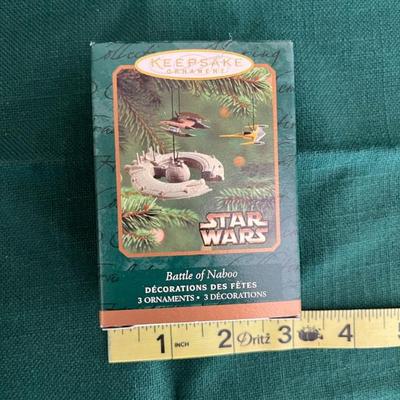 KEEPSAKE
ORNAMENT
STAR
WARS
Battle of Naboo
DÉCORATIONS DES FÊTES
3 ORNAMENTS • 3 DÉCORATIONS
1 INCH 2 Dritz 3 4 5